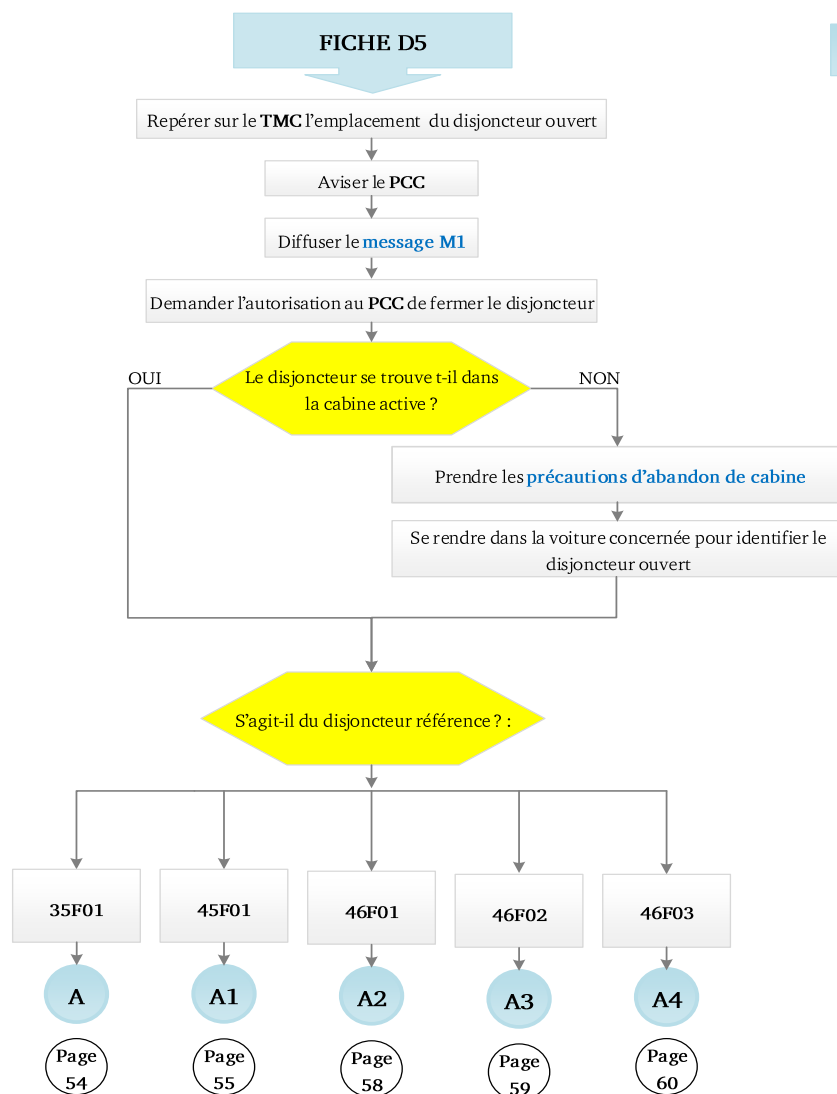 FICHE D5
Repérer sur le TMC l'emplacement du disjoncteur ouvert
Aviser le PCC
Diffuser le message M1
Demander l'autorisation au PCC de fermer le disjoncteur
Le disjoncteur se trouve t-il dans
la cabine active ?
OUI
NON
Prendre les précautions d'abandon de cabine
Se rendre dans la voiture concernée pour identifier le
disjoncteur ouvert
S'agit-il du disjoncteur référence ? :
35F01
45F01
46F01
46F02
46F03
A
A1
A2
A3
A4
Page
54
Page
55
Page
58
Page
59
Page
60